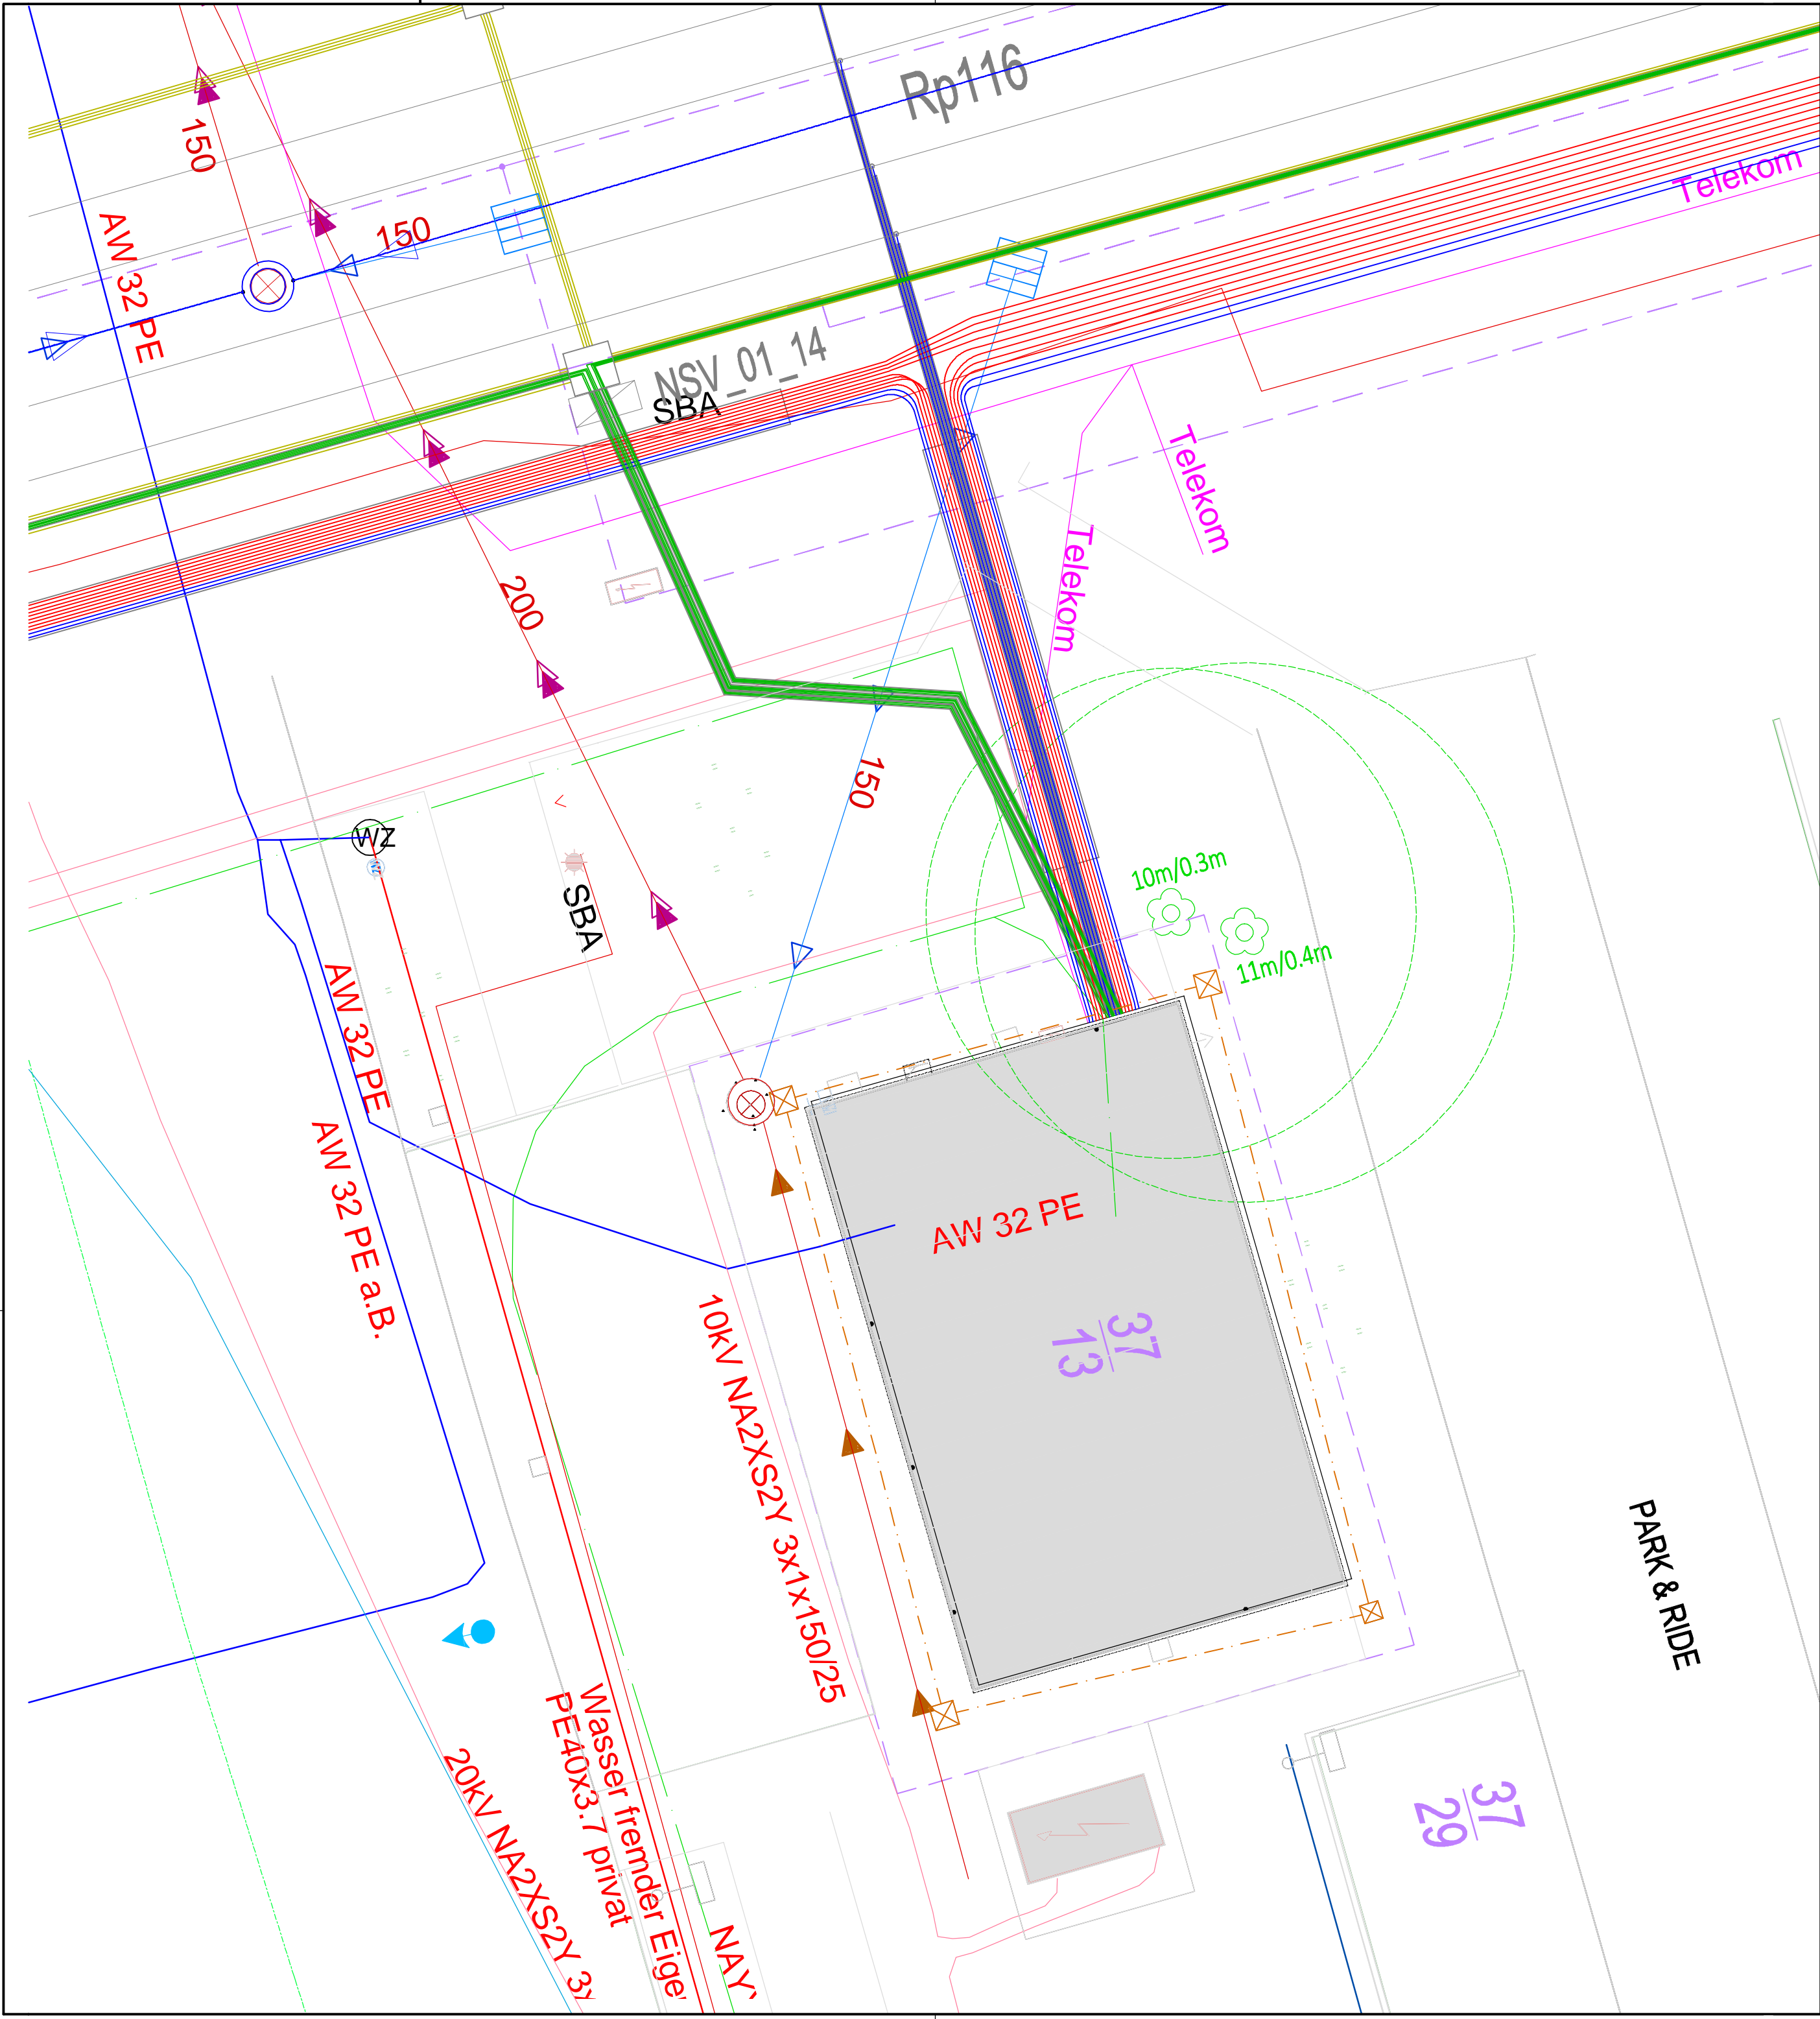 Rp116
150
AW 32 PE
150
Telekom
NSV_01_14
SBA
Telekom
Telekom
200
150
WZ
WZ
SBA
10m/0.3m
11m/0.4m
AW 32 PE
AW 32 PE a.B.
AW 32 PE
37
13
10kV NA2XS2Y 3x1x150/25
PARK & RIDE
Wasser fremder Eige
PE40x3.7 privat
20kV NA2XS2Y 3x
NAY
37
29